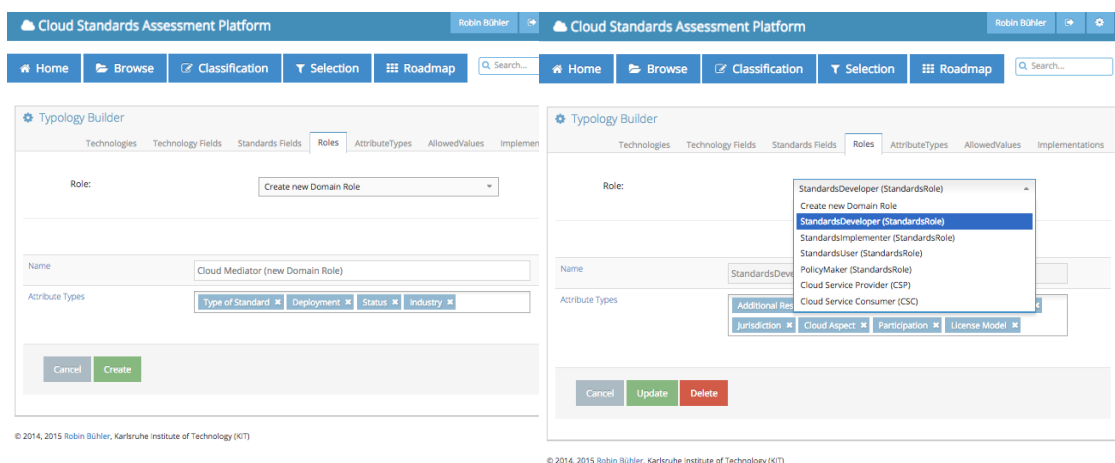 Cloud Standards Assessment Platform
Robin Bühler
Home Browse Classification Selection Roadmap Search...
Typology Builder
Technologies Technology Fields Standards Fields Roles AttributeTypes AllowedValues Implemen
Role: Create new Domain Role
Name Cloud Mediator (new Domain Role)
Attribute Types Type of Standard Deployment Status Industry
Cancel Create
© 2014, 2015 Robin Bühler, Karlsruhe Institute of Technology (KIT)
Cloud Standards Assessment Platform
Robin Bühler
Home Browse Classification Selection Roadmap Search...
Typology Builder
Technologies Technology Fields Standards Fields Roles AttributeTypes AllowedValues Implementations
Role: StandardsDeveloper (StandardsRole)
Create new Domain Role
StandardsDeveloper (StandardsRole)
StandardsImplementer (StandardsRole)
StandardsUser (StandardsRole)
PolicyMaker (StandardsRole)
Cloud Service Provider (CSP)
Cloud Service Consumer (CSC)
Name StandardsDeve
Attribute Types Additional Res
Jurisdiction Cloud Aspect Participation License Model
Cancel Update Delete
© 2014, 2015 Robin Bühler, Karlsruhe Institute of Technology (KIT)